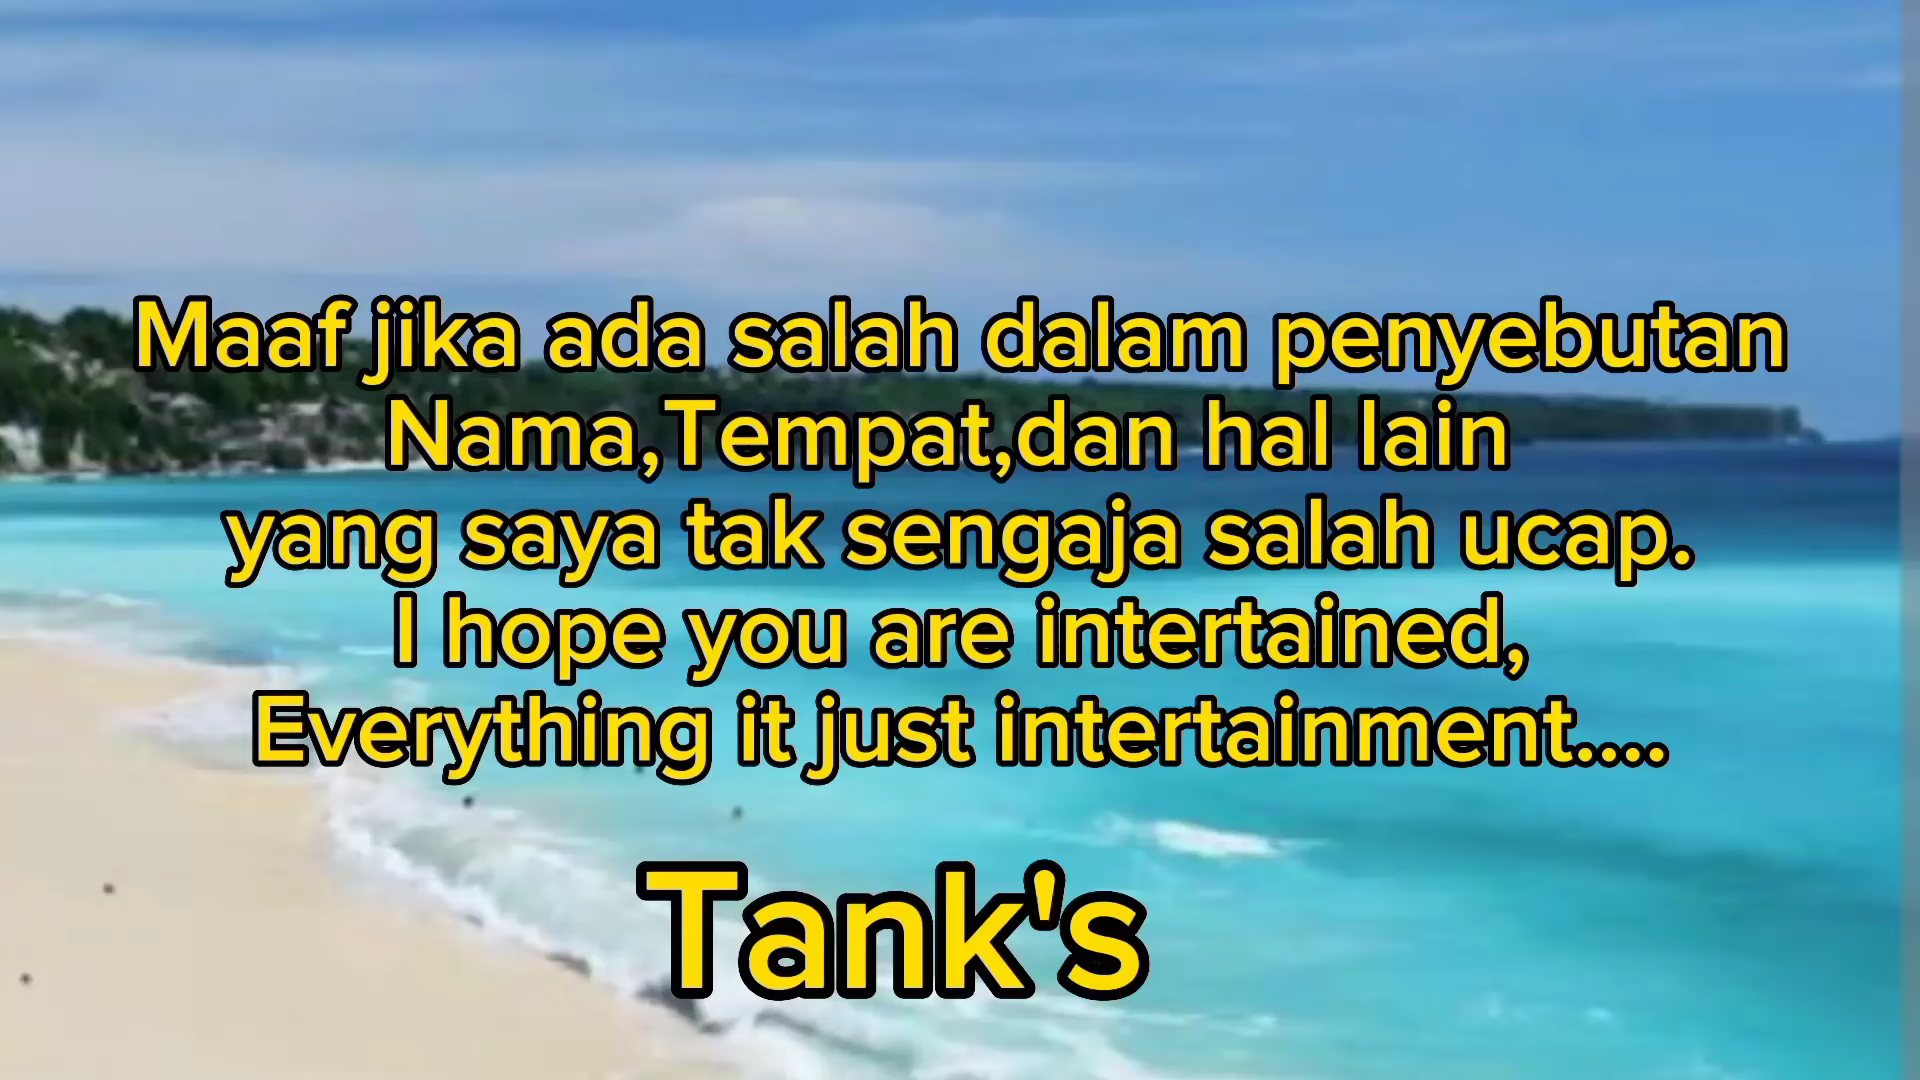 Maaf jika ada salah dalam penyebutan
Nama,Tempat,dan hal lain
yang saya tak sengaja salah ucap.
I hope you are intertained,
Everything it just intertainment....
Tank's